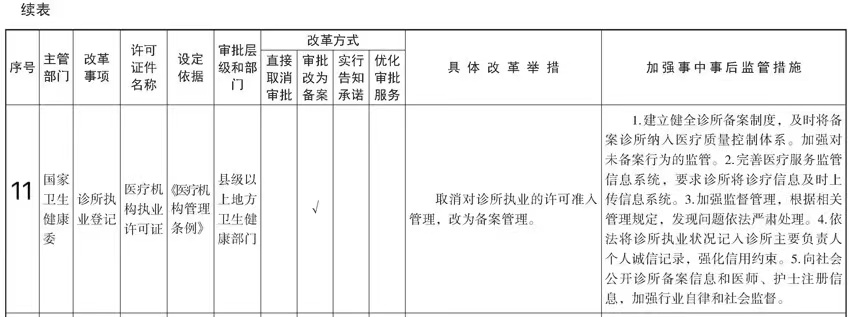 续表
序号
主管
部门
改革
事项
许可
证件
名称
设定
依据
审批层
级和部
门
改革方式
直接
取消
审批
审批
改为
备案
实行
告知
承诺
优化
审批
服务
具体改革举措
加强事中事后监管措施
11
国家
卫生
健康
委
诊所执
业登记
医疗机
构执业
许可证
《医疗机
构管理
条例》
县级以
上地方
卫生健
康部门
√
取消对诊所执业的许可准入
管理，改为备案管理。
1.建立健全诊所备案制度，及时将备
案诊所纳入医疗质量控制体系。加强对
未备案行为的监管。2.完善医疗服务监管
信息系统，要求诊所将诊疗信息及时上
传信息系统。3.加强监督管理，根据相关
管理规定，发现问题依法严肃处理。4.依
法将诊所执业状况记入诊所主要负责人
个人诚信记录，强化信用约束。5.向社会
公开诊所备案信息和医师、护士注册信
息，加强行业自律和社会监督。